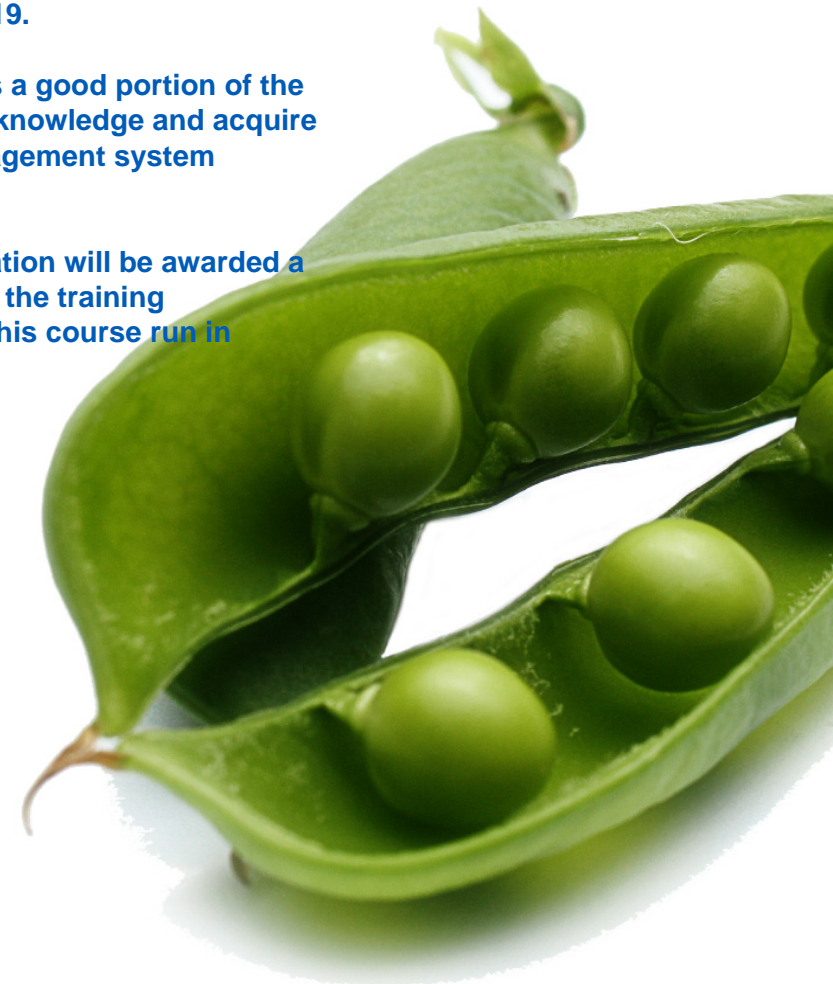 19.
s a good portion of the
knowledge and acquire
agement system
ation will be awarded a
the training
his course run in